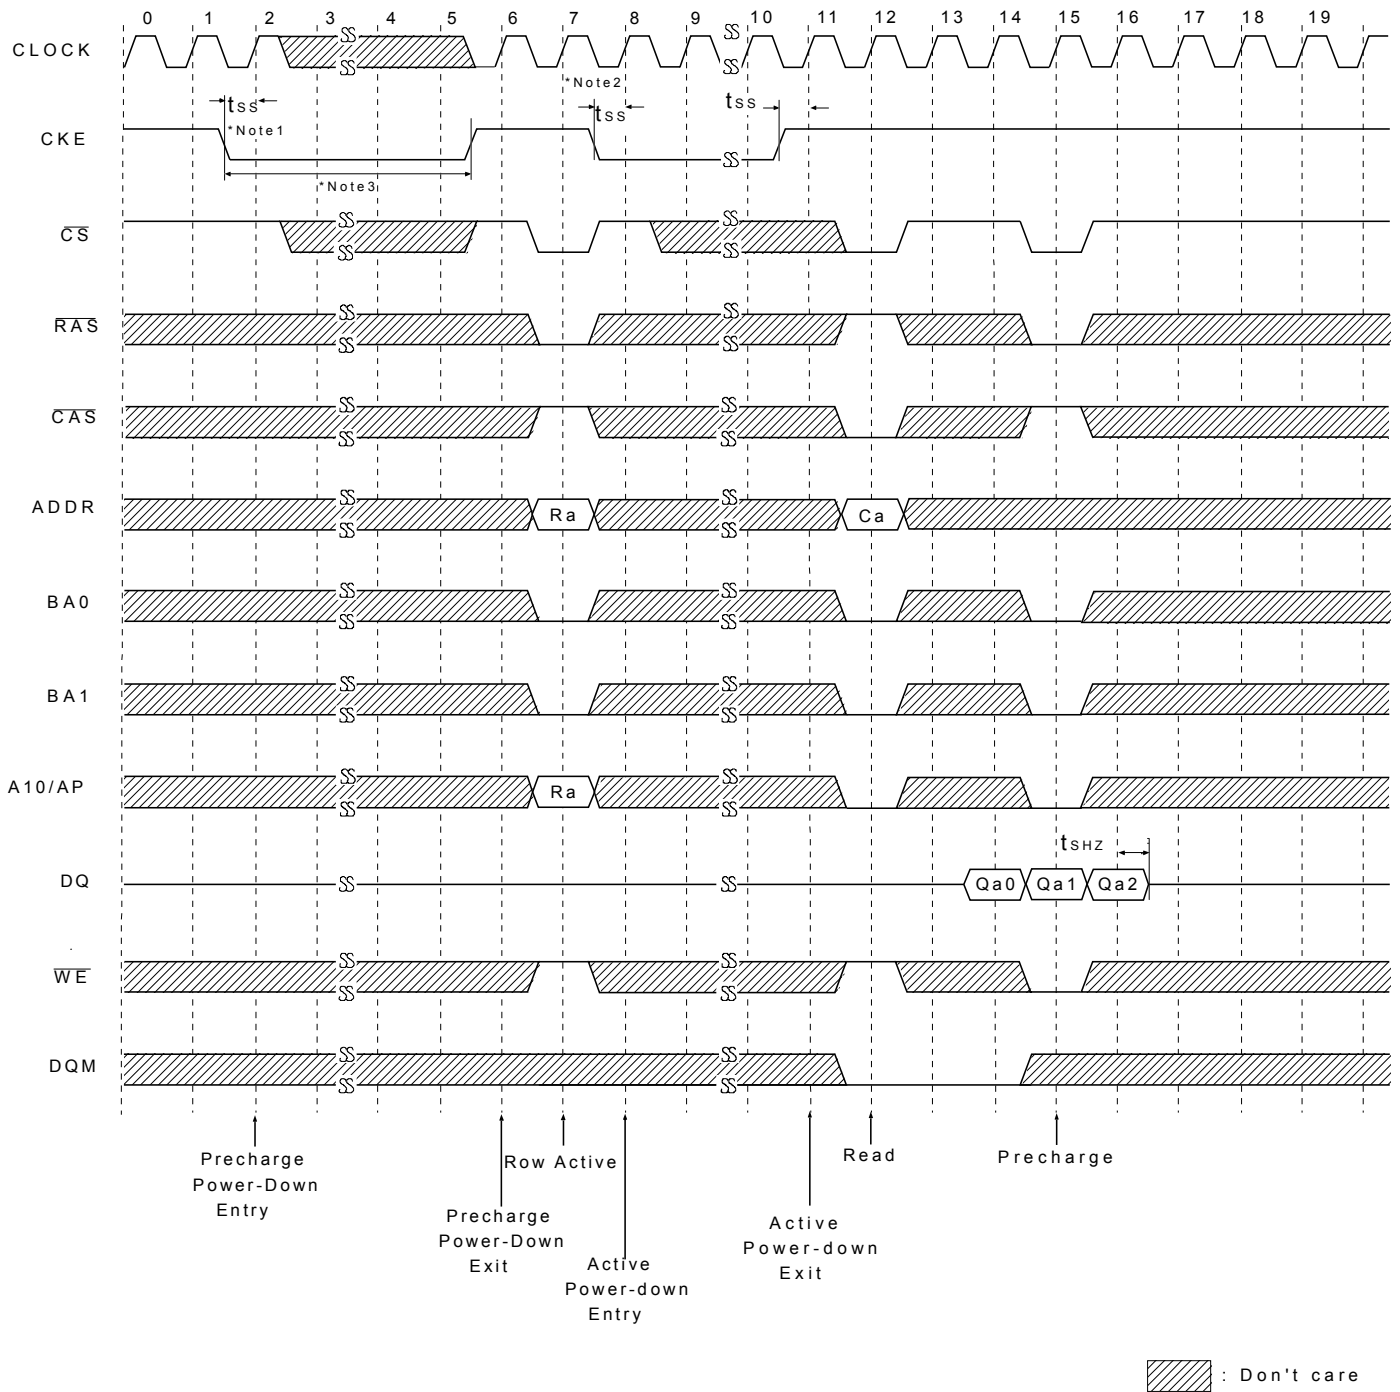 0 1 2 3 4 5 6 7 8 9 10 11 12 13 14 15 16 17 18 19
CLOCK
*Note2
tSS
tSS
tSS
*Note1
CKE
*Note3
CS
RAS
CAS
ADDR
Ra
Ca
BA0
BA1
A10/AP
Ra
tSHZ
DQ
Qa0 Qa1 Qa2
WE
DQM
Precharge
Power-Down
Entry
Row Active
Read
Precharge
Precharge
Power-Down
Exit
Active
Power-down
Exit
Active
Power-down
Entry
: Don't care